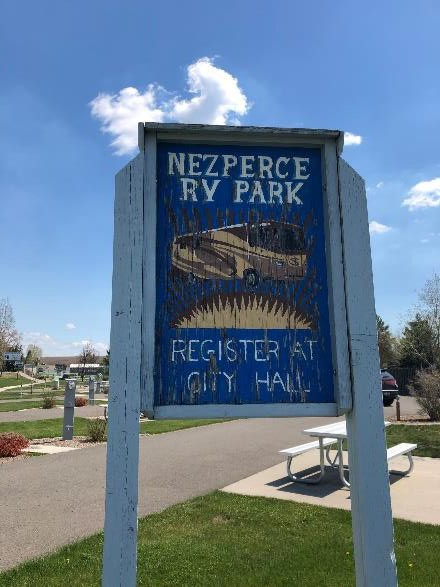 NEZPERCE
RV PARK
REGISTER AT
CITY HALL